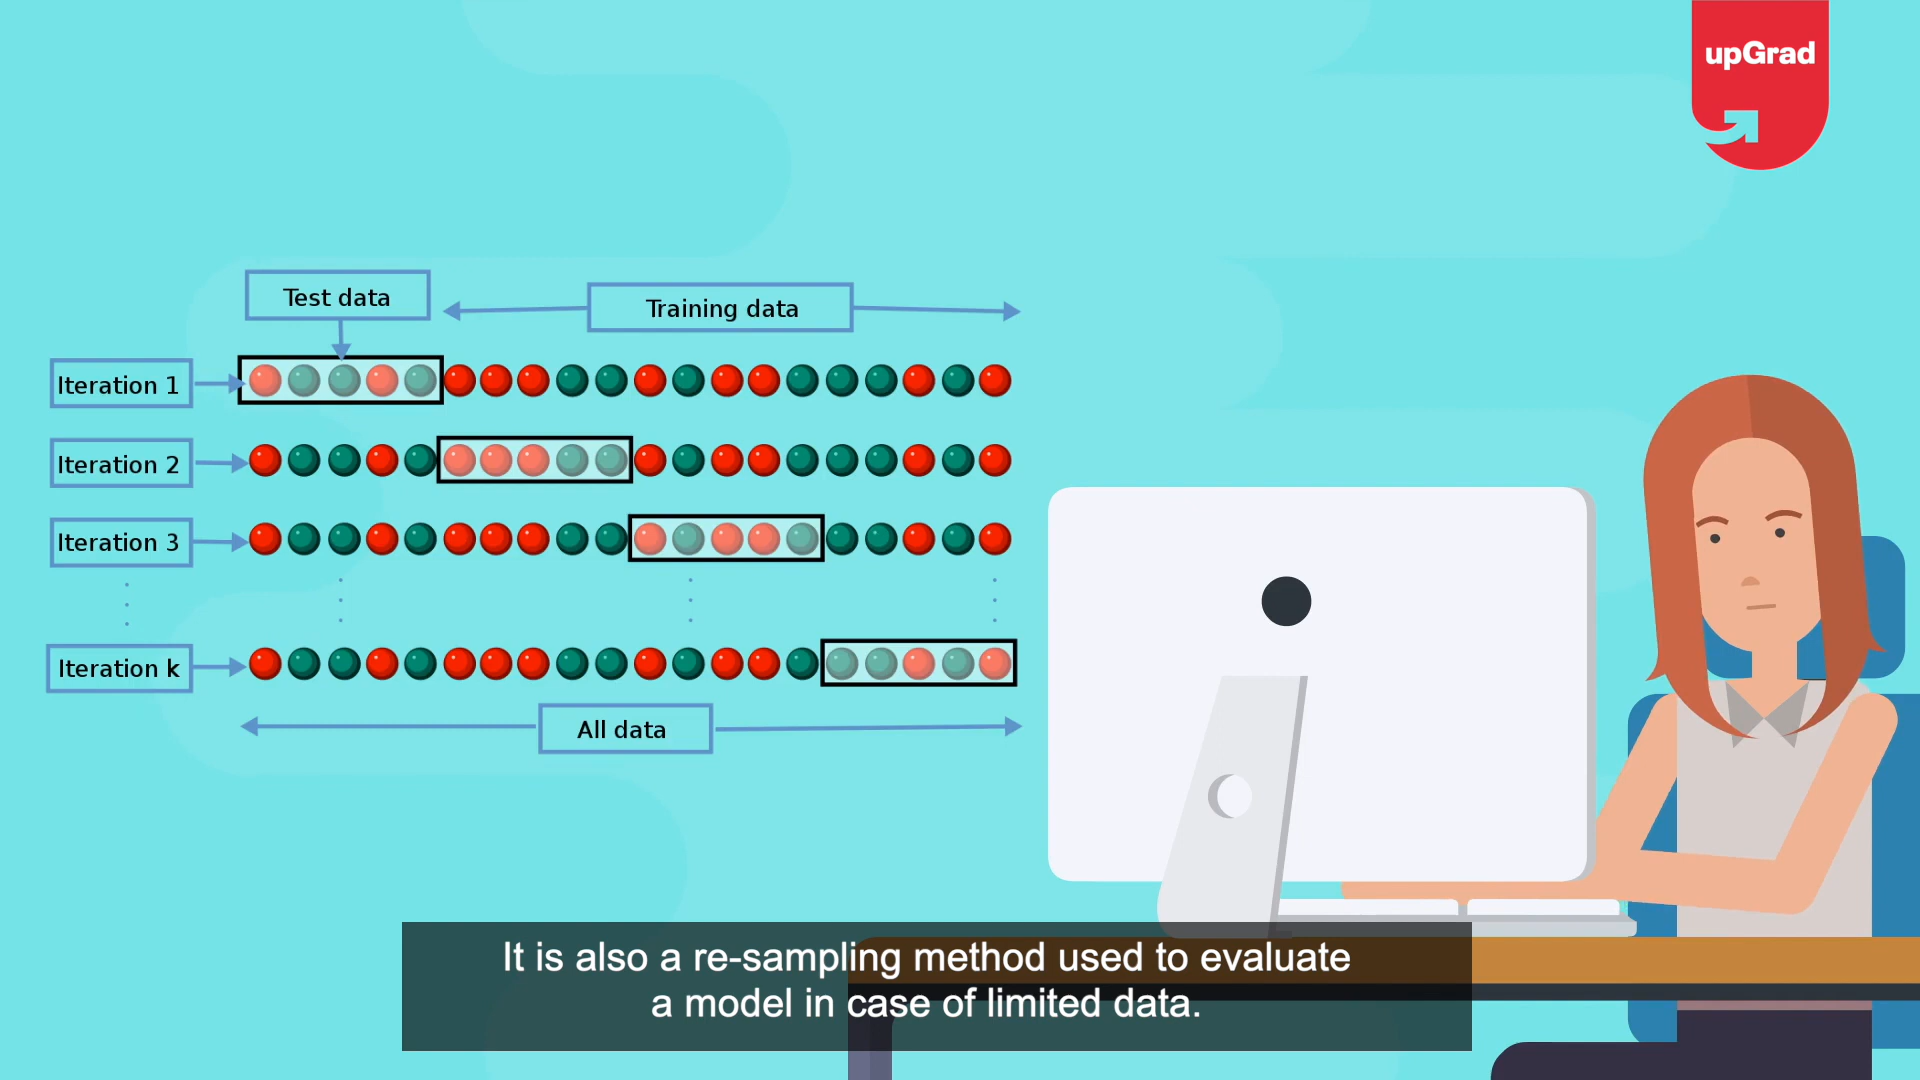 upGrad
Test data
Training data
Iteration 1
Iteration 2
Iteration 3
Iteration k
All data
It is also a re-sampling method used to evaluate
a model in case of limited data.